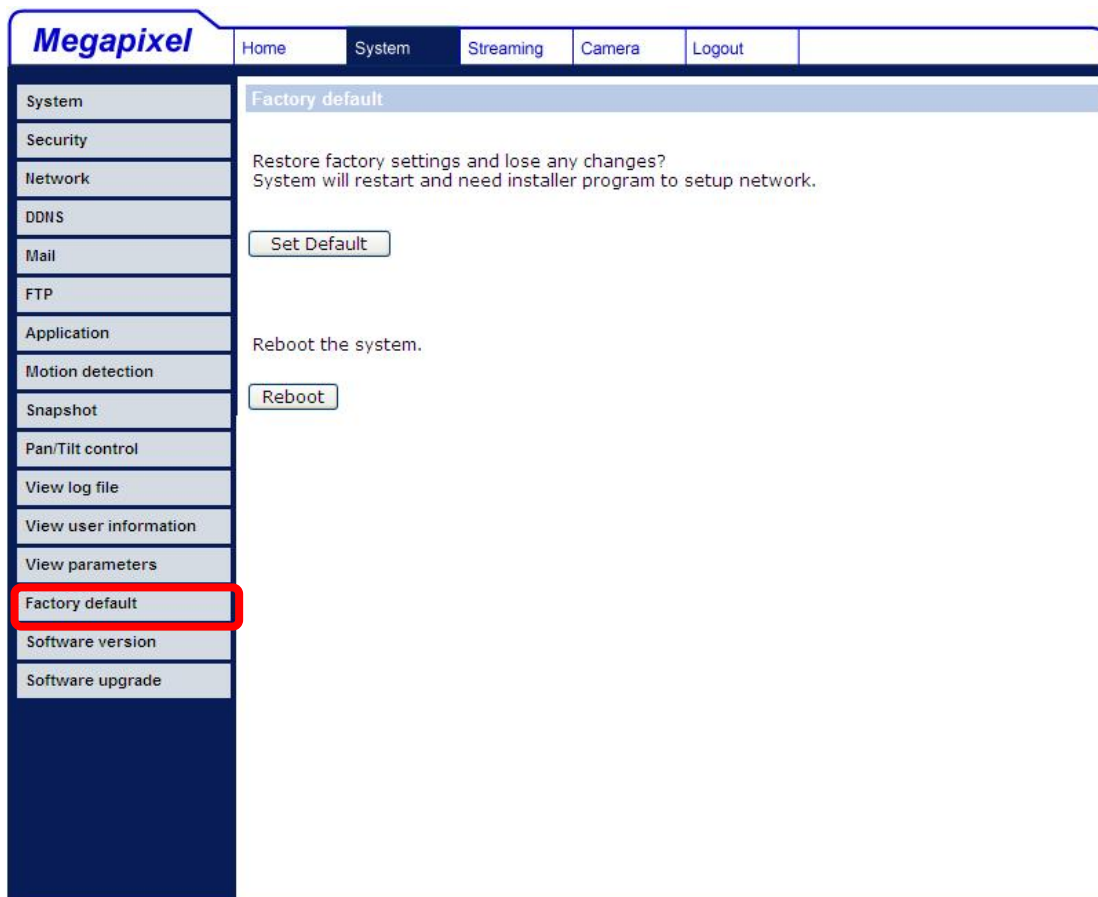 Megapixel
Home System Streaming Camera Logout
System
Security
Network
DDNS
Mail
FTP
Application
Motion detection
Snapshot
Pan/Tilt control
View log file
View user information
View parameters
Factory default
Software version
Software upgrade
Factory default
Restore factory settings and lose any changes?
System will restart and need installer program to setup network.
Set Default
Reboot the system.
Reboot